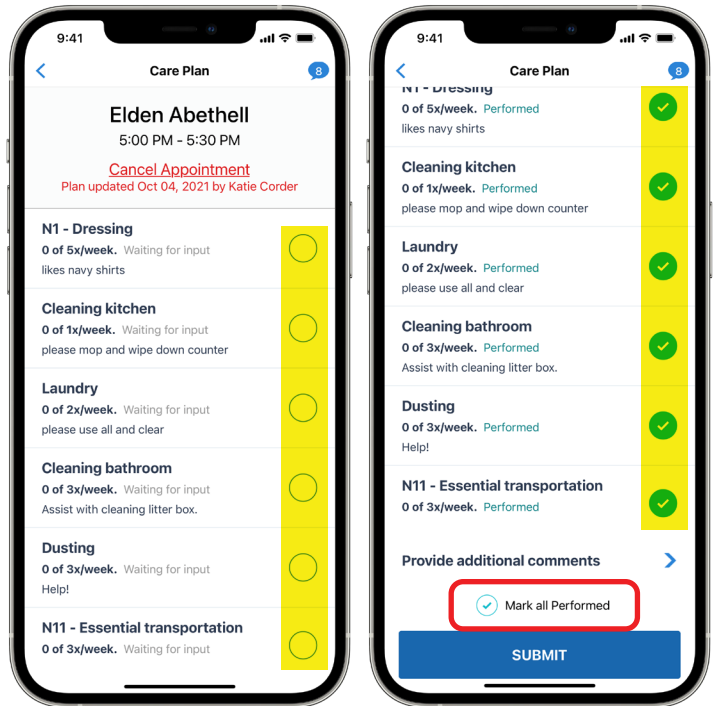 9:41
Care Plan
8
Elden Abethell
5:00 PM - 5:30 PM
Cancel Appointment
Plan updated Oct 04, 2021 by Katie Corder
N1 - Dressing
0 of 5x/week. Waiting for input
likes navy shirts
Cleaning kitchen
0 of 1x/week. Waiting for input
please mop and wipe down counter
Laundry
0 of 2x/week. Waiting for input
please use all and clear
Cleaning bathroom
0 of 3x/week. Waiting for input
Assist with cleaning litter box.
Dusting
0 of 3x/week. Waiting for input
Help!
N11 - Essential transportation
0 of 3x/week. Waiting for input
9:41
Care Plan
8
N1 - Dressing
0 of 5x/week. Performed
likes navy shirts
Cleaning kitchen
0 of 1x/week. Performed
please mop and wipe down counter
Laundry
0 of 2x/week. Performed
please use all and clear
Cleaning bathroom
0 of 3x/week. Performed
Assist with cleaning litter box.
Dusting
0 of 3x/week. Performed
Help!
N11 - Essential transportation
0 of 3x/week. Performed
Provide additional comments
Mark all Performed
SUBMIT